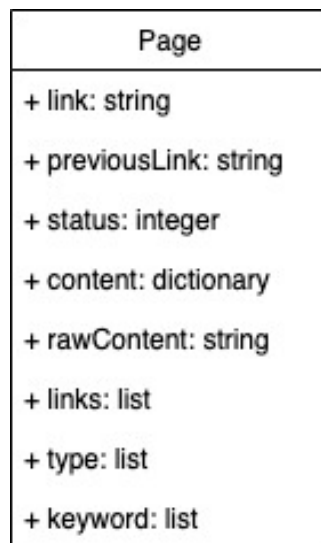 Page
+ link: string
+ previousLink: string
+ status: integer
+ content: dictionary
+ rawContent: string
+ links: list
+ type: list
+ keyword: list